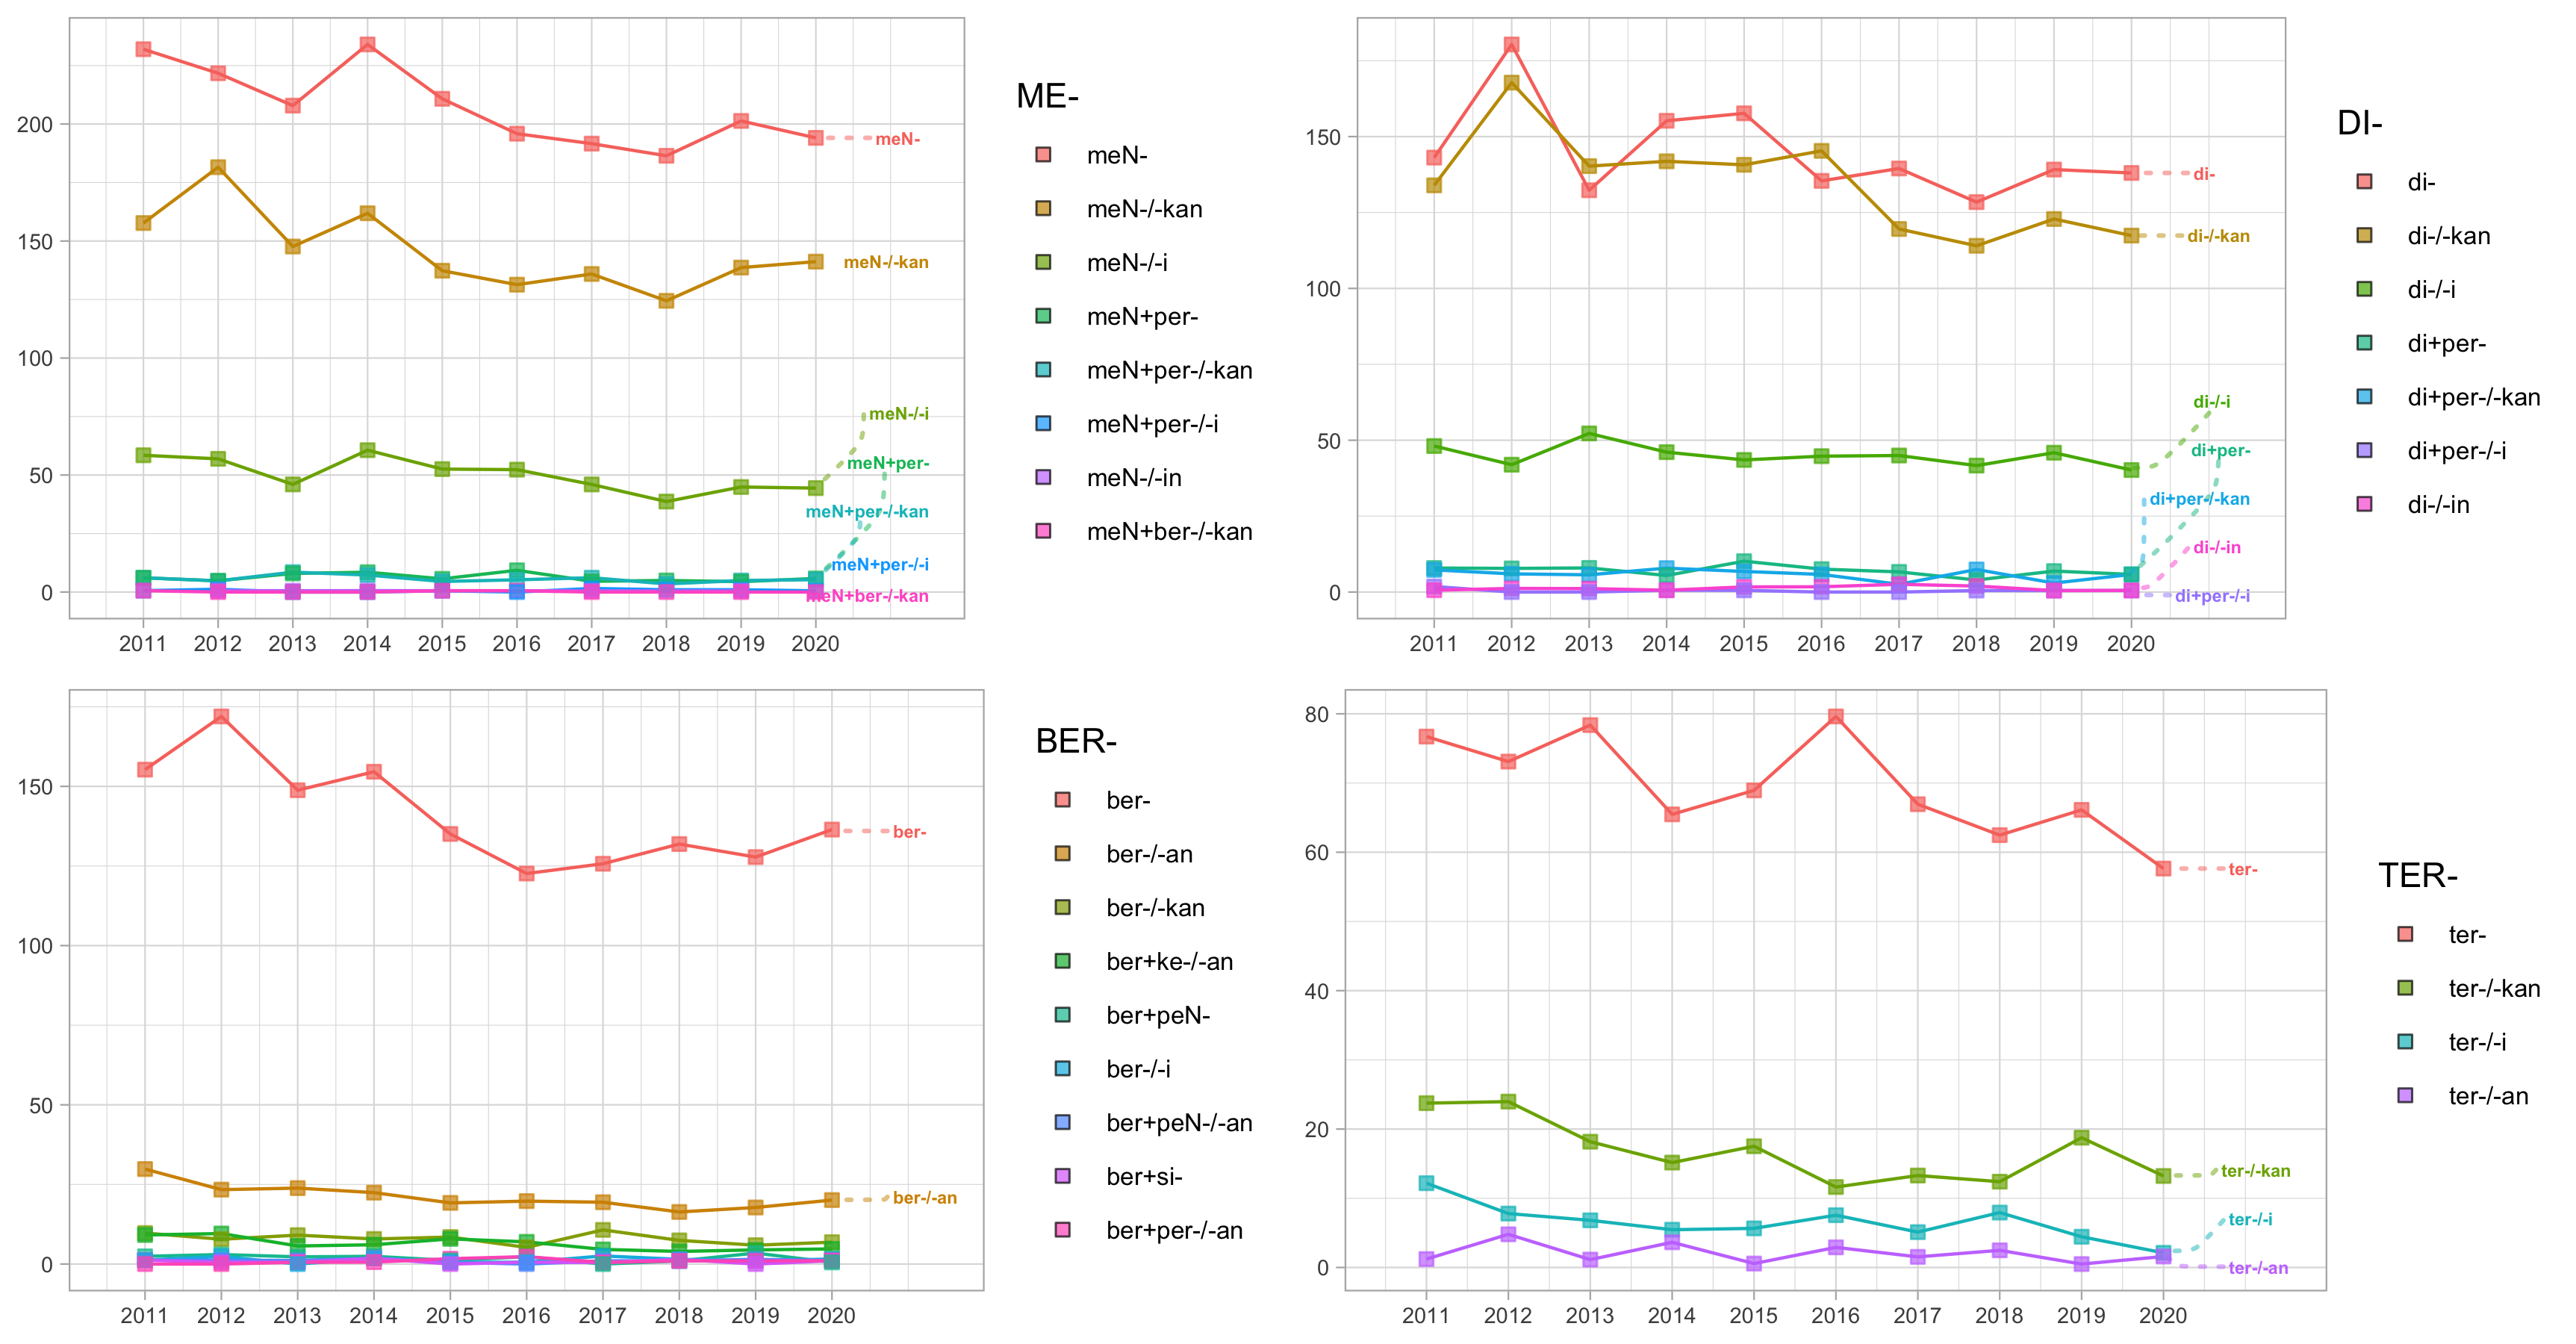 200
150
100
50
0
2011 2012 2013 2014 2015 2016 2017 2018 2019 2020
meN-
meN-/-kan
meN-/-i
meN+per-
meN+per-/-kan
meN+per-/-i
meN+ber-/-kan
ME-
meN-
meN-/-kan
meN-/-i
meN+per-
meN+per-/-kan
meN+per-/-i
meN-/-in
meN+ber-/-kan
150
100
50
0
2011 2012 2013 2014 2015 2016 2017 2018 2019 2020
di-
di-/-kan
di-/-i
di+per-
di+per-/-kan
di-/-in
di+per-/-i
DI-
di-
di-/-kan
di-/-i
di+per-
di+per-/-kan
di+per-/-i
di-/-in
150
100
50
0
2011 2012 2013 2014 2015 2016 2017 2018 2019 2020
ber-
ber-/-an
BER-
ber-
ber-/-an
ber-/-kan
ber+ke-/-an
ber+peN-
ber-/-i
ber+peN-/-an
ber+si-
ber+per-/-an
80
60
40
20
0
2011 2012 2013 2014 2015 2016 2017 2018 2019 2020
ter-
ter-/-kan
ter-/-i
ter-/-an
TER-
ter-
ter-/-kan
ter-/-i
ter-/-an